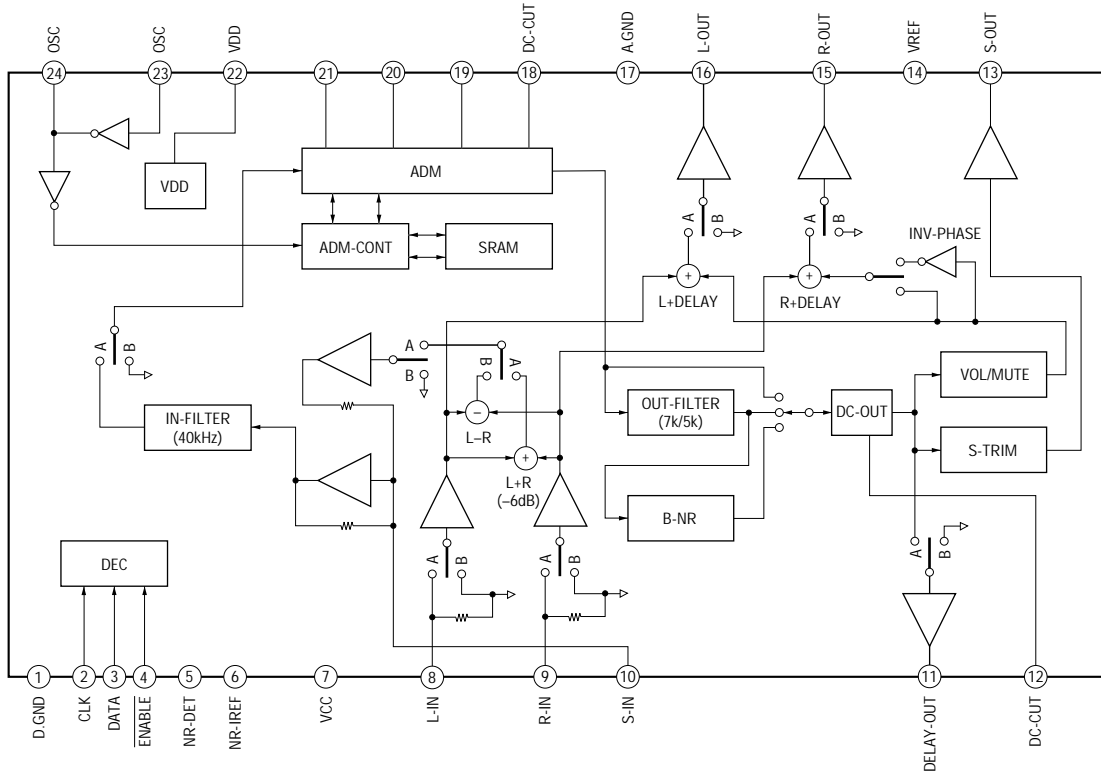 OSC
OSC
VDD
DC-CUT
A.GND
L-OUT
R-OUT
VREF
S-OUT
24
23
22
21
20
19
18
17
16
15
14
13
VDD
ADM
ADM-CONT
SRAM
A
B
A
B
INV-PHASE
+
L+DELAY
+
R+DELAY
A
B
A
B
B
A
−
L–R
+
L+R
(–6dB)
IN-FILTER
(40kHz)
OUT-FILTER
(7k/5k)
DC-OUT
VOL/MUTE
S-TRIM
B-NR
DEC
A
B
A
B
A
B
1
2
3
4
5
6
7
8
9
10
11
12
D.GND
CLK
DATA
ENABLE
NR-DET
NR-IREF
VCC
L-IN
R-IN
S-IN
DELAY-OUT
DC-CUT